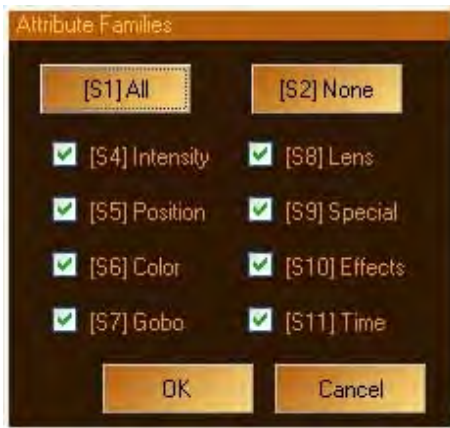 Attribute Families
[S1] All [S2] None
[S4] Intensity [S8] Lens
[S5] Position [S9] Special
[S6] Color [S10] Effects
[S7] Gobo [S11] Time
OK Cancel